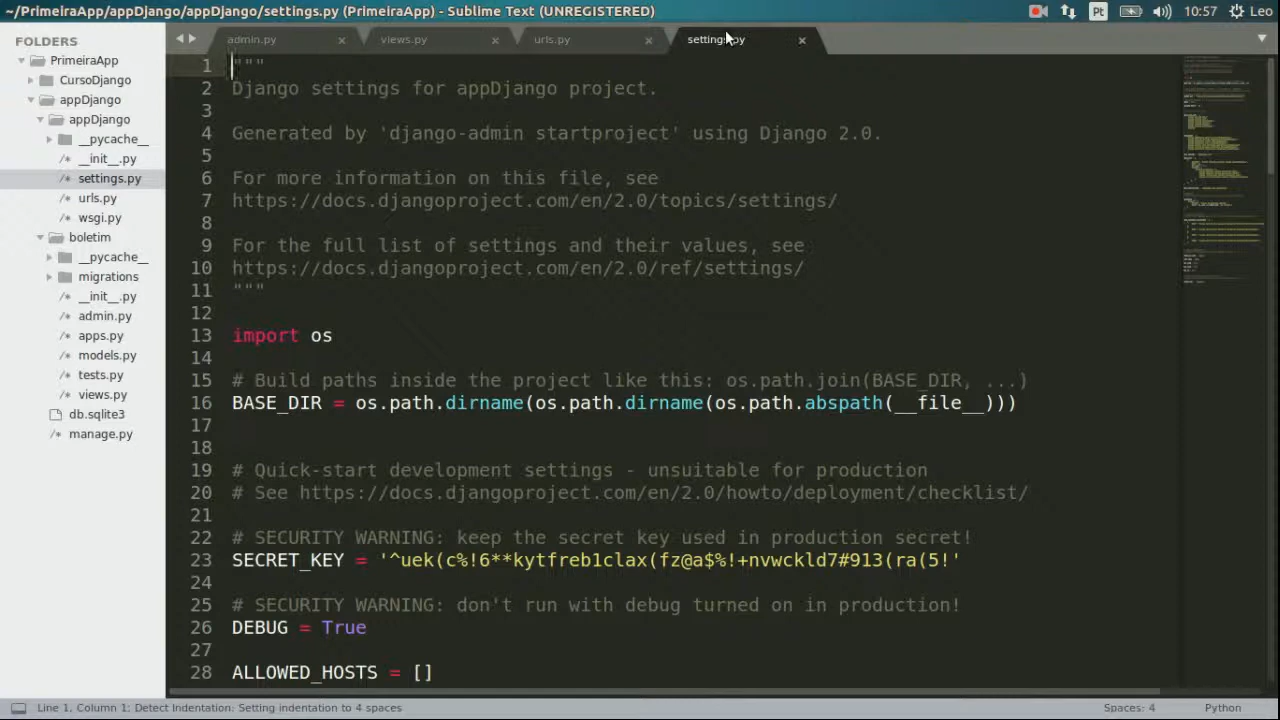 ~/PrimeiraApp/appDjango/appDjango/settings.py (PrimeiraApp) - Sublime Text (UNREGISTERED)
Pt
10:57
Leo
FOLDERS
PrimeiraApp
CursoDjango
appDjango
appDjango
__pycache__
/* __init__.py
/* settings.py
/* urls.py
/* wsgi.py
boletim
__pycache__
migrations
/* __init__.py
/* admin.py
/* apps.py
/* models.py
/* tests.py
/* views.py
db.sqlite3
/* manage.py
admin.py
views.py
urls.py
settings.py
1 """
2 Django settings for appDjango project.
3
4 Generated by 'django-admin startproject' using Django 2.0.
5
6 For more information on this file, see
7 https://docs.djangoproject.com/en/2.0/topics/settings/
8
9 For the full list of settings and their values, see
10 https://docs.djangoproject.com/en/2.0/ref/settings/
11 """
12
13 import os
14
15 # Build paths inside the project like this: os.path.join(BASE_DIR, ...)
16 BASE_DIR = os.path.dirname(os.path.dirname(os.path.abspath(__file__)))
17
18
19 # Quick-start development settings - unsuitable for production
20 # See https://docs.djangoproject.com/en/2.0/howto/deployment/checklist/
21
22 # SECURITY WARNING: keep the secret key used in production secret!
23 SECRET_KEY = '^uek(c%!6**kytfreb1clax(fz@a$%!+nvwckld7#913(ra(5!'
24
25 # SECURITY WARNING: don't run with debug turned on in production!
26 DEBUG = True
27
28 ALLOWED_HOSTS = []
Line 1, Column 1; Detect Indentation: Setting indentation to 4 spaces
Spaces: 4
Python